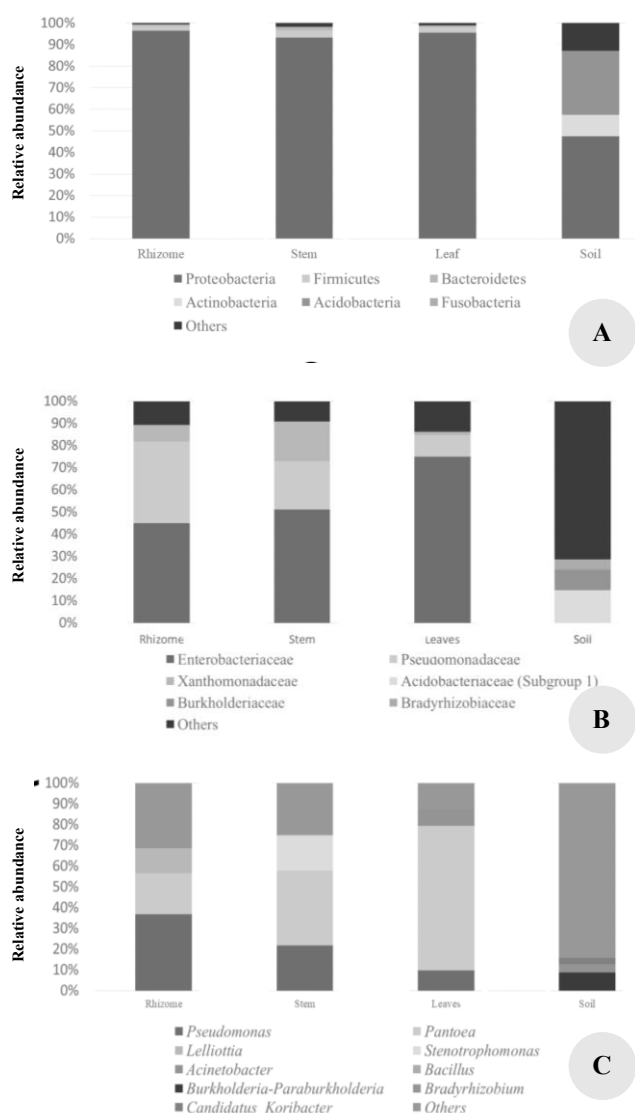 100%
90%
80%
70%
60%
50%
40%
30%
20%
10%
0%
Relative abundance
Rhizome Stem Leaf Soil
Proteobacteria Firmicutes Bacteroidetes
Actinobacteria Acidobacteria Fusobacteria
Others
A
100%
90%
80%
70%
60%
50%
40%
30%
20%
10%
0%
Relative abundance
Rhizome Stem Leaves Soil
Enterobacteriaceae Pseudomonadaceae
Xanthomonadaceae Acidobacteriaceae (Subgroup 1)
Burkholderiaceae Bradyrhizobiaceae
Others
B
100%
90%
80%
70%
60%
50%
40%
30%
20%
10%
0%
Relative abundance
Rhizome Stem Leaves Soil
Pseudomonas Pantoea
Lelliottia Stenotrophomonas
Acinetobacter Bacillus
Burkholderia-Paraburkholderia Bradyrhizobium
Candidatus_Koribacter Others
C